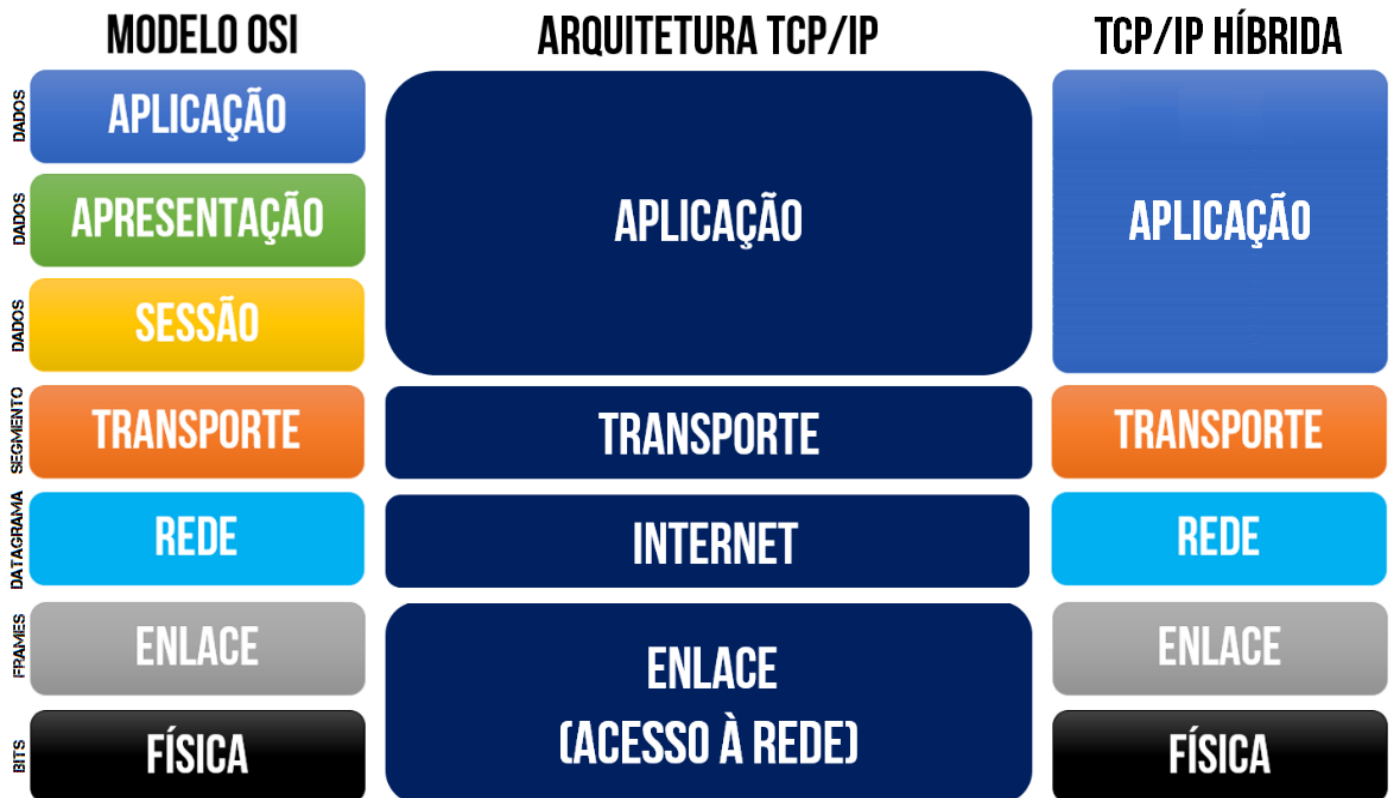 MODELO OSI
ARQUITETURA TCP/IP
TCP/IP HÍBRIDA
DADOS
APLICAÇÃO
DADOS
APRESENTAÇÃO
DADOS
SESSÃO
SEGMENTO
TRANSPORTE
DATAGRAMA
REDE
FRAMES
ENLACE
BITS
FÍSICA
APLICAÇÃO
TRANSPORTE
INTERNET
ENLACE
(ACESSO À REDE)
APLICAÇÃO
TRANSPORTE
REDE
ENLACE
FÍSICA